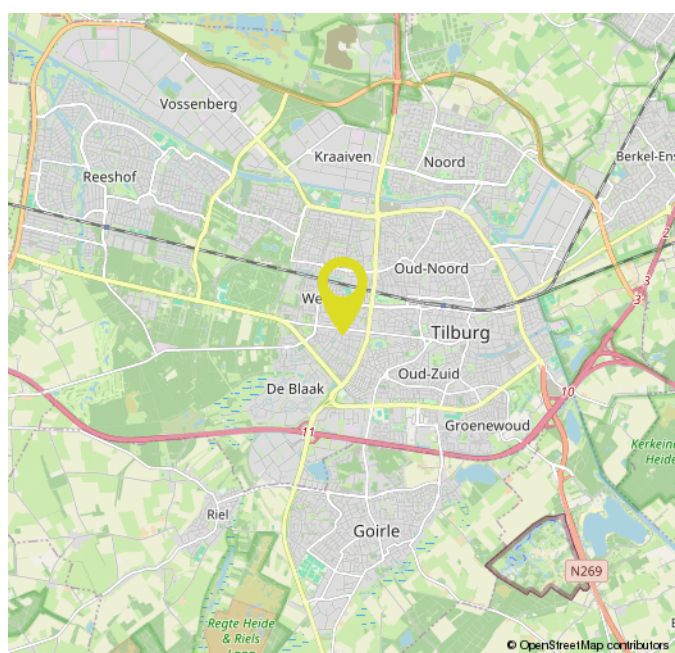 Vossenberg
Kraaiven
Noord
Berkel-Ens
Reeshof
2
Oud-Noord
3
We
3
Tilburg
Oud-Zuid
De Blaak
10
Groenewoud
11
Kerkeind
Heide
Riel
Goirle
N269
Regte Heide
& Riels
© OpenStreetMap contributors